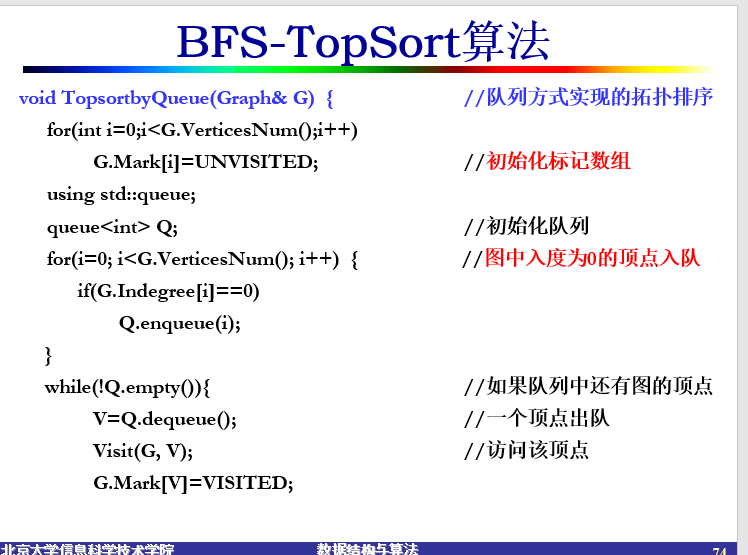 BFS-TopSort算法
void TopsortbyQueue(Graph& G) { //队列方式实现的拓扑排序
for(int i=0;i<G.VerticesNum();i++)
G.Mark[i]=UNVISITED; //初始化标记数组
using std::queue;
queue<int> Q; //初始化队列
for(i=0; i<G.VerticesNum(); i++) { //图中入度为0的顶点入队
if(G.Indegree[i]==0)
Q.enqueue(i);
}
while(!Q.empty()){ //如果队列中还有图的顶点
V=Q.dequeue(); //一个顶点出队
Visit(G, V); //访问该顶点
G.Mark[V]=VISITED;
北京大学信息科学技术学院 数据结构与算法 74